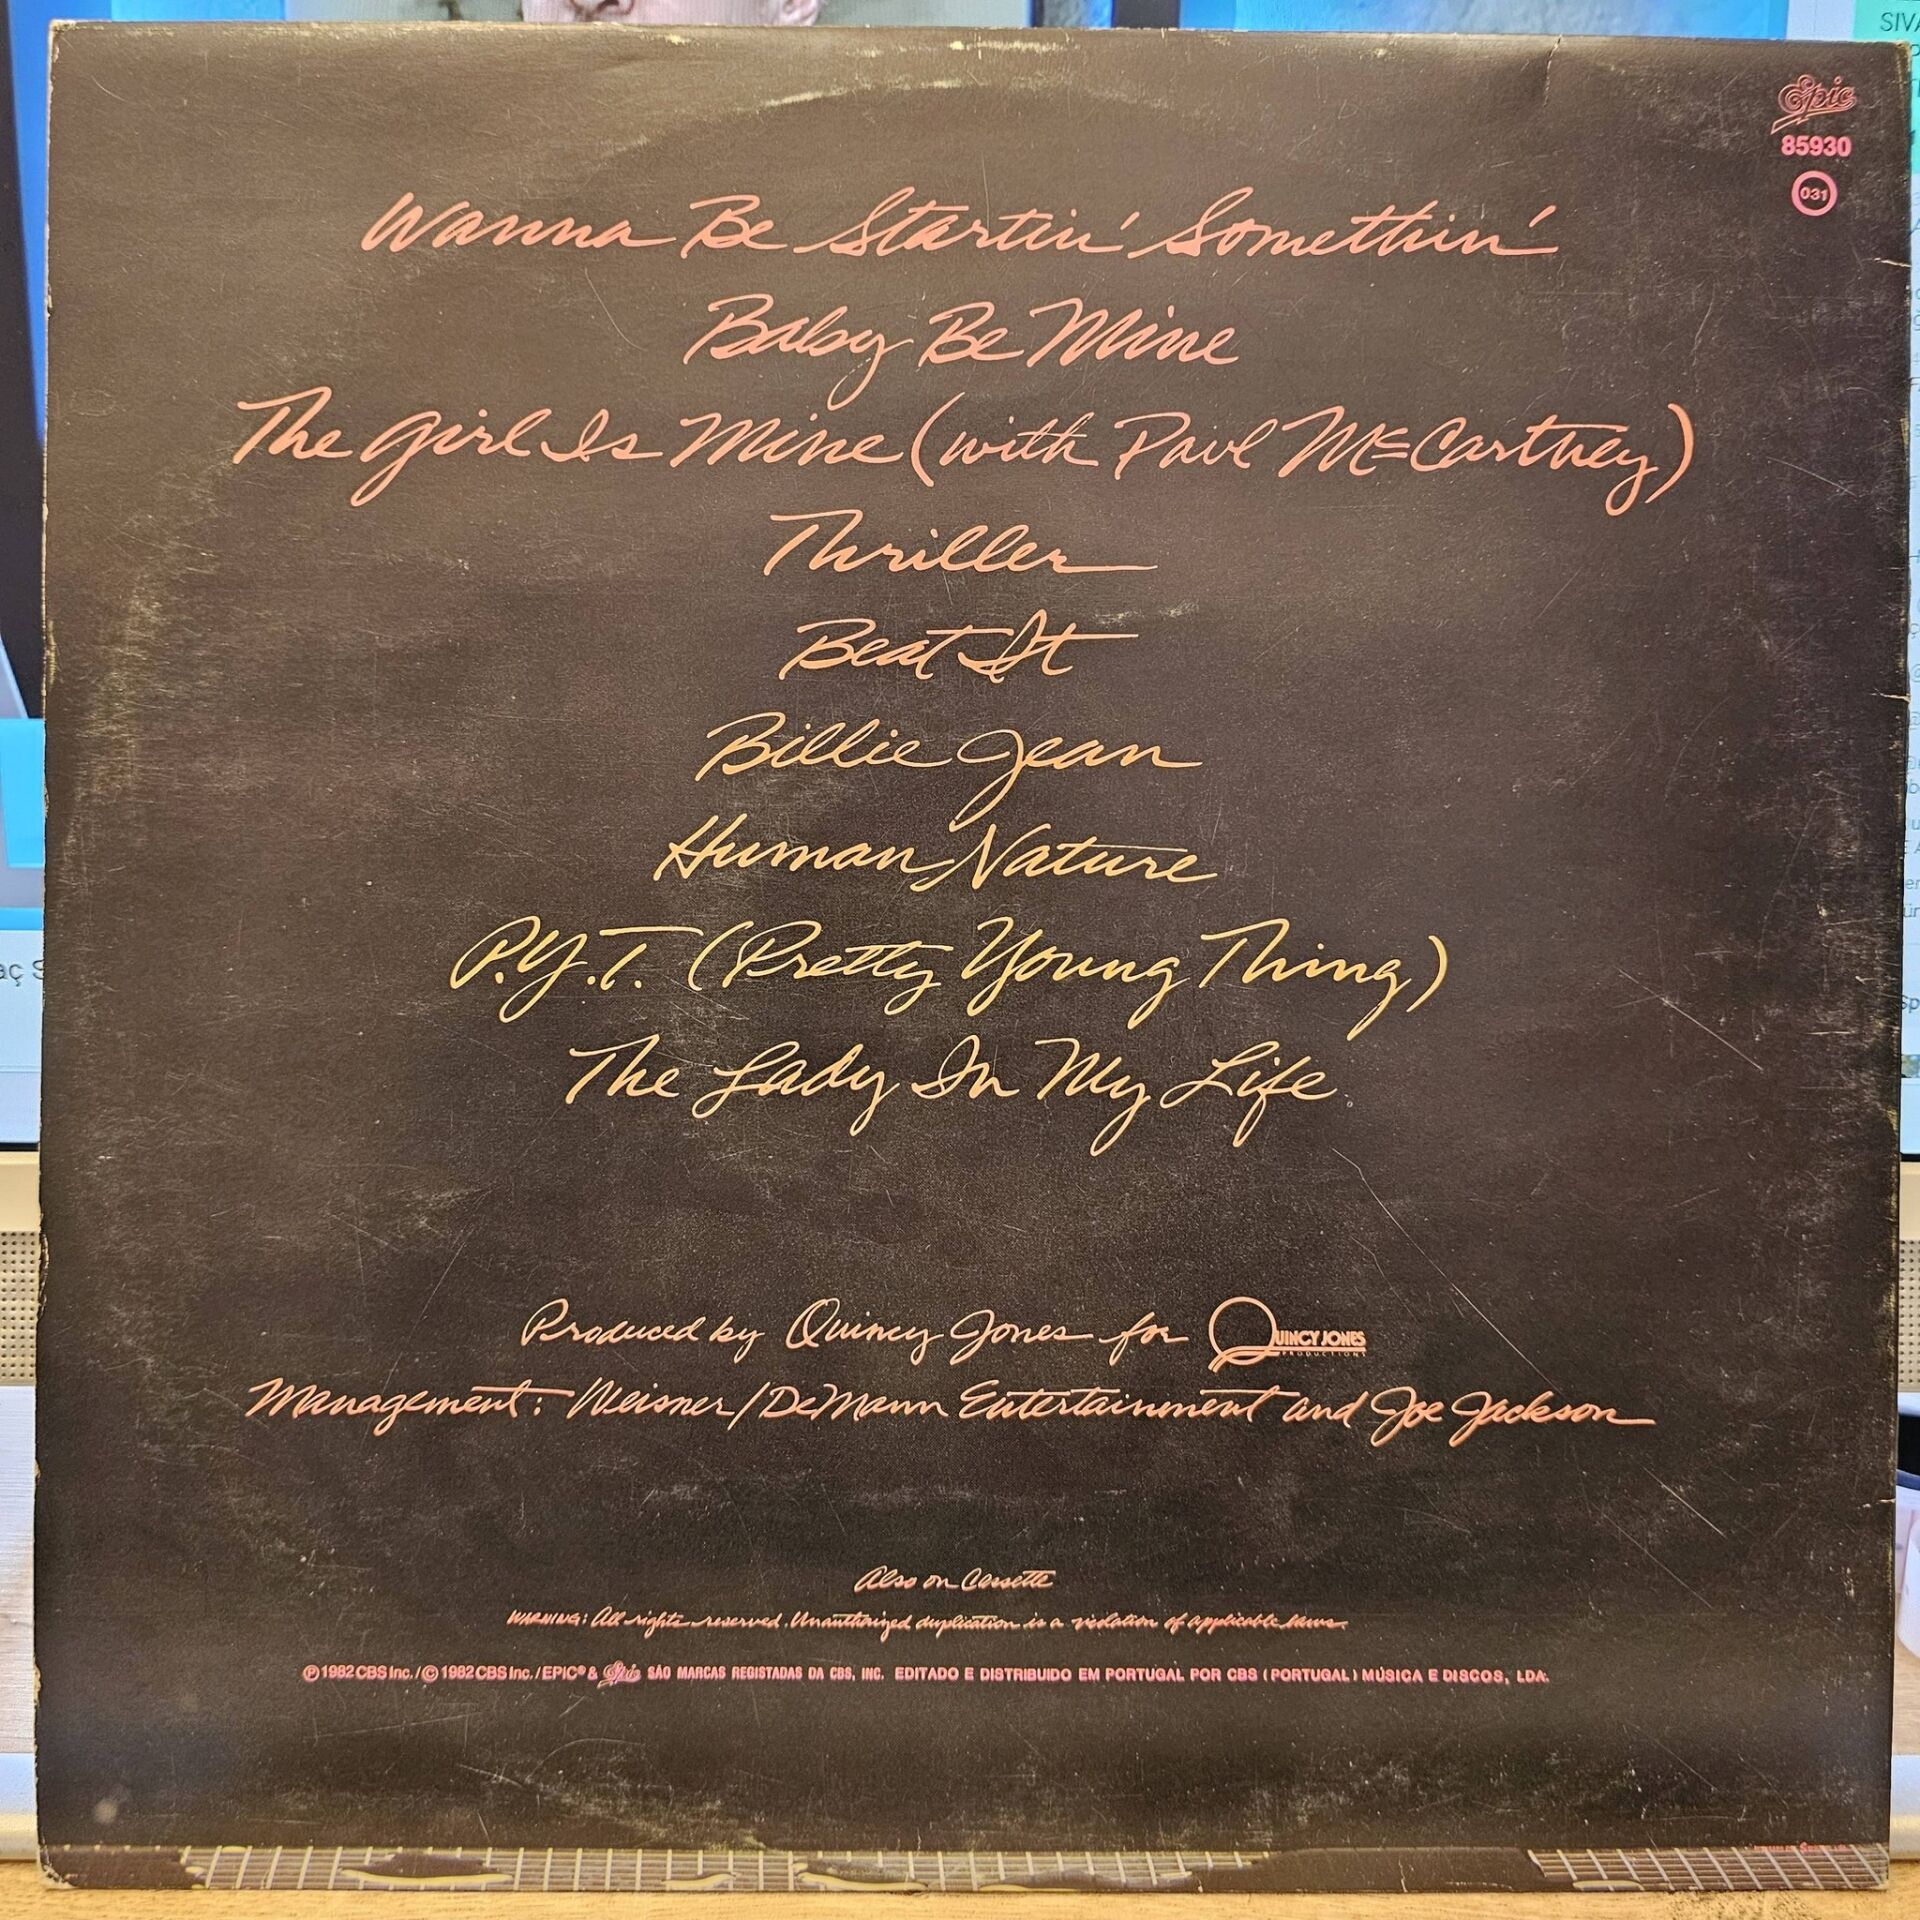 Epic
85930
031
Wanna Be Startin' Somethin'
Baby Be Mine
The Girl Is Mine (with Paul McCartney)
Thriller
Beat It
Billie Jean
Human Nature
P.Y.T. (Pretty Young Thing)
The Lady In My Life
Produced by Quincy Jones for QUINCY JONES PRODUCTIONS
Management: Weisner/DeMann Entertainment and Joe Jackson
Also on Cassette
WARNING: All rights reserved. Unauthorized duplication is a violation of applicable laws.
℗ 1982 CBS Inc. / © 1982 CBS Inc. / EPIC® & Epic SÃO MARCAS REGISTADAS DA CBS, INC. EDITADO E DISTRIBUIDO EM PORTUGAL POR CBS (PORTUGAL) MÚSICA E DISCOS, LDA.